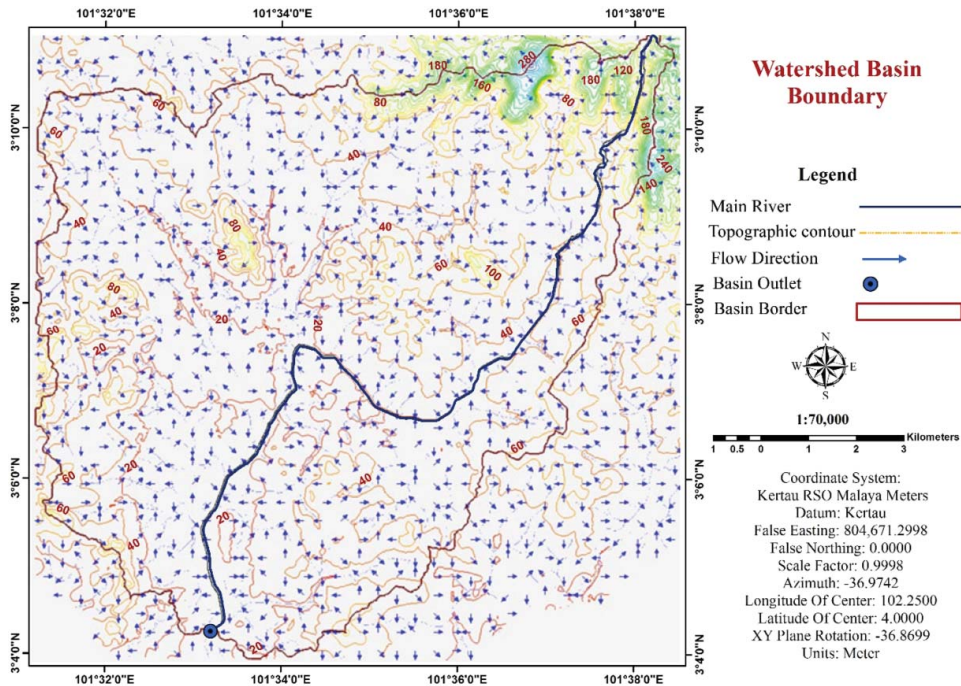 101°32'0"E 101°34'0"E 101°36'0"E 101°38'0"E
3°10'0"N
3°8'0"N
3°6'0"N
3°4'0"N
3°10'0"N
3°8'0"N
3°6'0"N
3°4'0"N
101°32'0"E 101°34'0"E 101°36'0"E 101°38'0"E
180
280
160
180
120
80
80
60
60
180
240
140
40
40
40
80
40
60
100
80
40
20
20
40
60
60
20
60
20
60
60
40
40
20
20
20
Watershed Basin
Boundary
Legend
Main River
Topographic contour
Flow Direction
Basin Outlet
Basin Border
N
W E
S
1:70,000
1 0.5 0 1 2 3 Kilometers
Coordinate System:
Kertau RSO Malaya Meters
Datum: Kertau
False Easting: 804,671.2998
False Northing: 0.0000
Scale Factor: 0.9998
Azimuth: -36.9742
Longitude Of Center: 102.2500
Latitude Of Center: 4.0000
XY Plane Rotation: -36.8699
Units: Meter